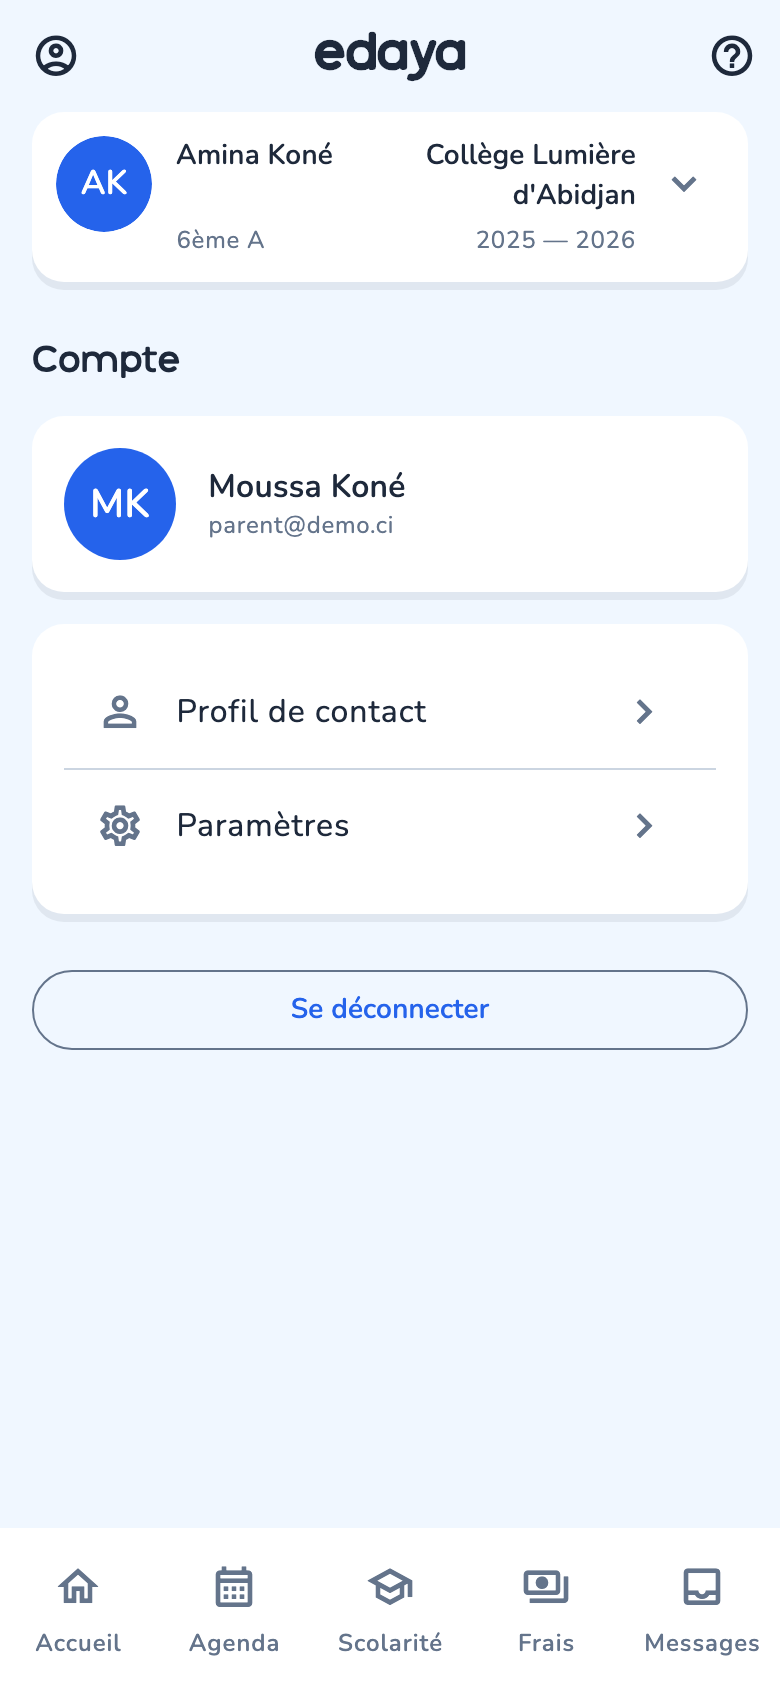 edaya
AK
Amina Koné
6ème A
Collège Lumière
d'Abidjan
2025 — 2026
Compte
MK
Moussa Koné
parent@demo.ci
Profil de contact
Paramètres
Se déconnecter
Accueil
Agenda
Scolarité
Frais
Messages